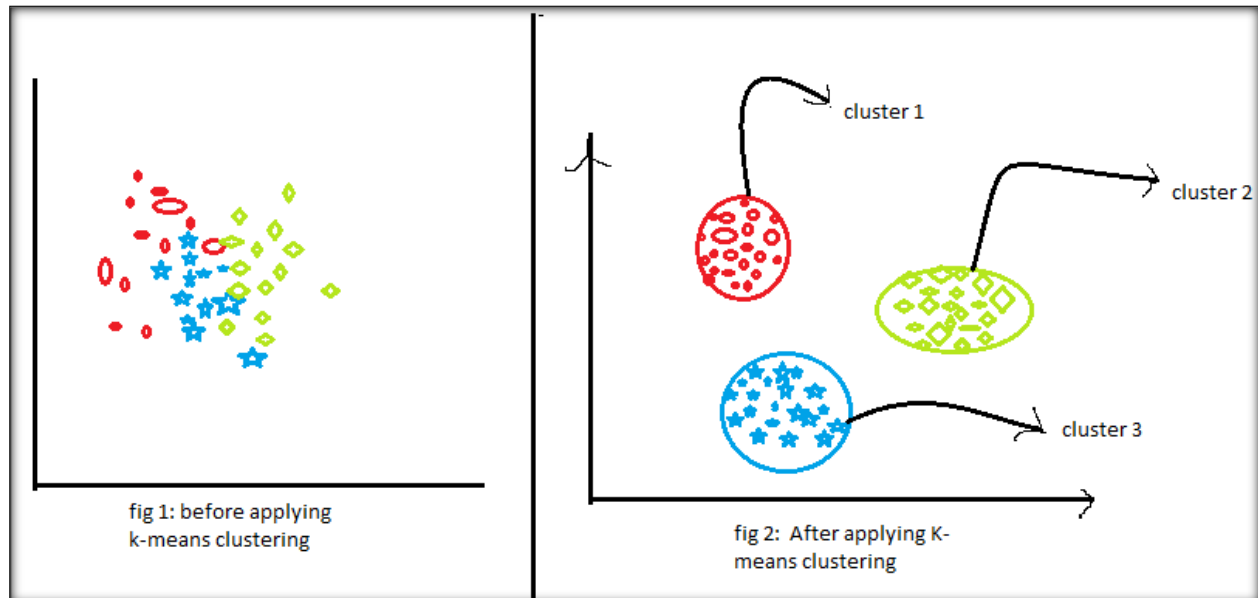 fig 1: before applying
k-means clustering
cluster 1
cluster 2
cluster 3
fig 2:  After applying K-
means clustering